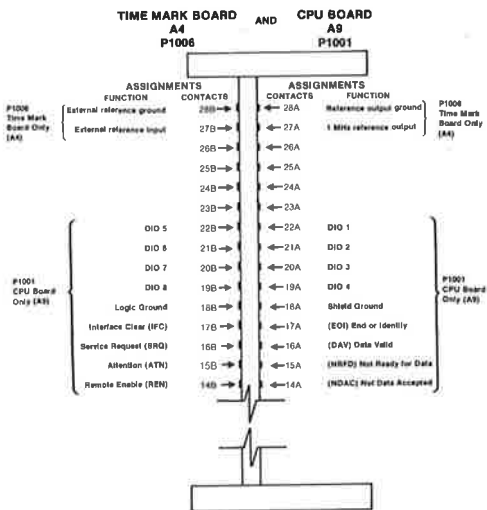 TIME MARK BOARD AND CPU BOARD
A4 A9
P1006 P1001
ASSIGNMENTS ASSIGNMENTS
FUNCTION CONTACTS CONTACTS FUNCTION
P1006
Time Mark
Board Only
(A4)
External reference ground 28B 28A Reference output ground
External reference input 27B 27A 1 MHz reference output
P1006
Time Mark
Board Only
(A4)
26B 26A
25B 25A
24B 24A
23B 23A
DIO 5 22B 22A DIO 1
DIO 6 21B 21A DIO 2
DIO 7 20B 20A DIO 3
DIO 8 19B 19A DIO 4
Logic Ground 18B 18A Shield Ground
Interface Clear (IFC) 17B 17A (EOI) End or Identify
Service Request (SRQ) 16B 16A (DAV) Data Valid
Attention (ATN) 15B 15A (NRFD) Not Ready for Data
Remote Enable (REN) 14B 14A (NDAC) Not Data Accepted
P1001
CPU Board
Only (A9)
P1001
CPU Board
Only (A9)